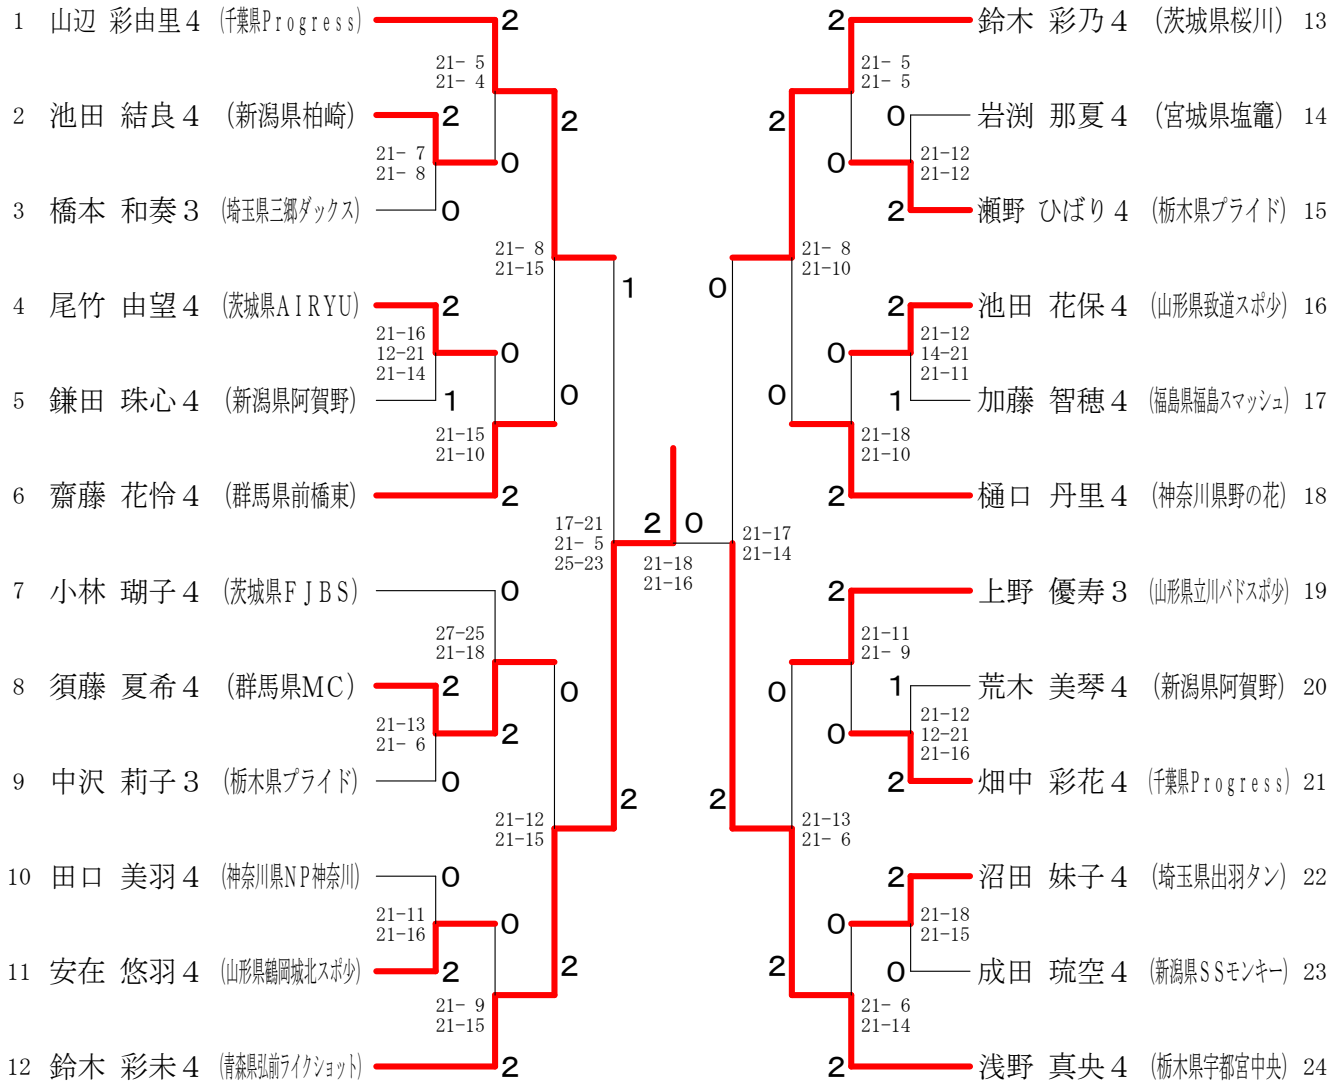 1 山辺 彩由里４ (千葉県Progress) 2
2 鈴木 彩乃４ (茨城県桜川) 13
21- 5
21- 4
21- 5
21- 5
2 池田 結良４ (新潟県柏崎) 2
2
2
0 岩渕 那夏４ (宮城県塩竈) 14
21- 7
21- 8
0
0
21-12
21-12
3 橋本 和奏３ (埼玉県三郷ダックス) 0
2 瀬野 ひばり４ (栃木県プライド) 15
21- 8
21-15
21- 8
21-10
1
0
4 尾竹 由望４ (茨城県AIRYU) 2
2 池田 花保４ (山形県致道スポ少) 16
21-16
12-21
21-14
0
0
21-12
14-21
21-11
5 鎌田 珠心４ (新潟県阿賀野) 1
0
0
1 加藤 智穂４ (福島県福島スマッシュ) 17
21-15
21-10
21-18
21-10
6 齋藤 花怜４ (群馬県前橋東) 2
2 樋口 丹里４ (神奈川県野の花) 18
17-21
21- 5
25-23
2 0
21-18
21-16
21-17
21-14
7 小林 瑚子４ (茨城県FJBS) 0
2 上野 優寿３ (山形県立川バドスポ少) 19
27-25
21-18
21-11
21- 9
8 須藤 夏希４ (群馬県MC) 2
0
0
1 荒木 美琴４ (新潟県阿賀野) 20
21-13
21- 6
2
0
21-12
12-21
21-16
9 中沢 莉子３ (栃木県プライド) 0
2
2
2 畑中 彩花４ (千葉県Progress) 21
21-12
21-15
21-13
21- 6
10 田口 美羽４ (神奈川県NP神奈川) 0
2 沼田 妹子４ (埼玉県出羽タン) 22
21-11
21-16
0
0
21-18
21-15
11 安在 悠羽４ (山形県鶴岡城北スポ少) 2
2
2
0 成田 琉空４ (新潟県SSモンキー) 23
21- 9
21-15
21- 6
21-14
12 鈴木 彩未４ (青森県弘前ライクショット) 2
2 浅野 真央４ (栃木県宇都宮中央) 24